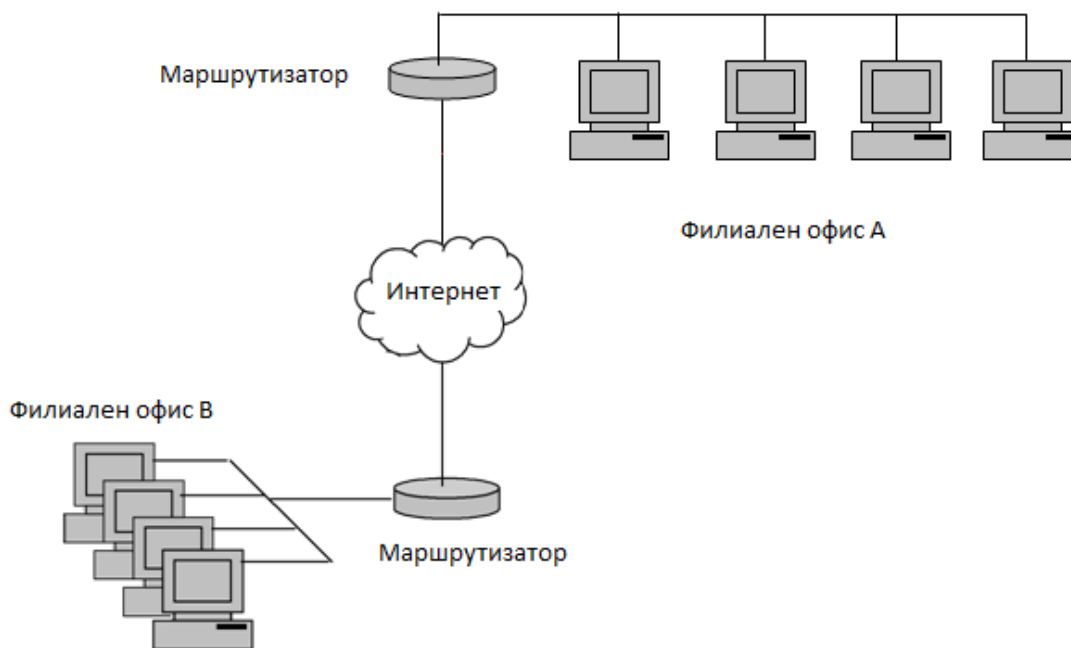 Маршрутизатор
Филиален офис А
Интернет
Филиален офис В
Маршрутизатор